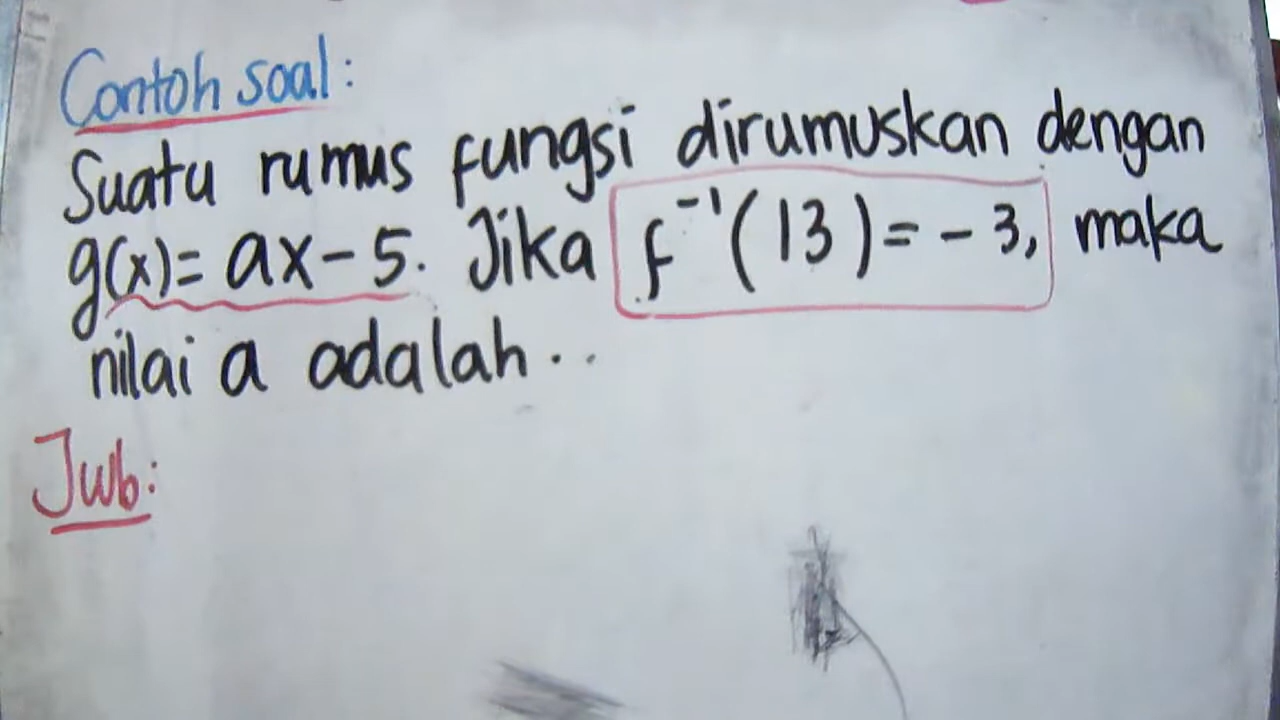 Contoh soal:
Suatu rumus fungsi dirumuskan dengan
g(x)= ax-5. Jika f⁻¹(13)=-3, maka
nilai a adalah..
Jwb: